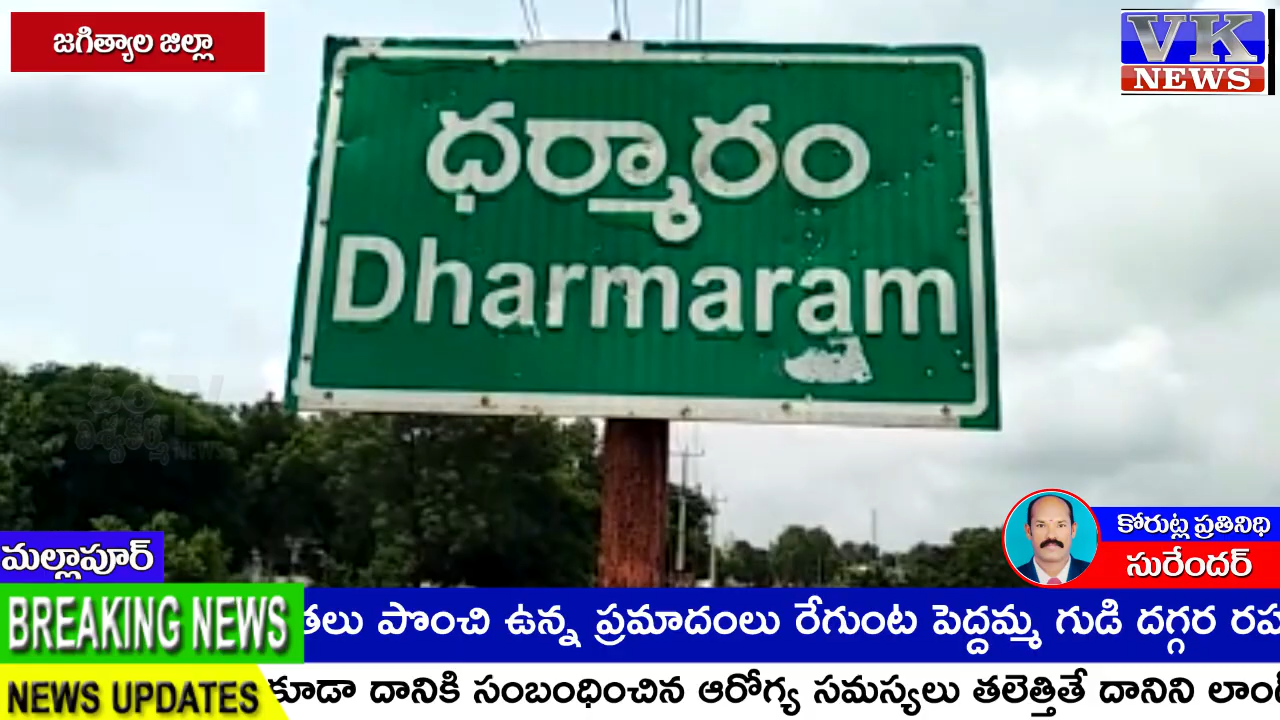 జగిత్యాల జిల్లా
VK
NEWS
ధర్మారం
Dharmaram
కోరుట్ల ప్రతినిధి
సురేందర్
మల్లాపూర్
BREAKING NEWS
పొంచి ఉన్న ప్రమాదంలు రేగుంట పెద్దమ్మ గుడి దగ్గర
NEWS UPDATES
కూడా దానికి సంబంధించిన ఆరోగ్య సమస్యలు తలెత్తితే దానిని